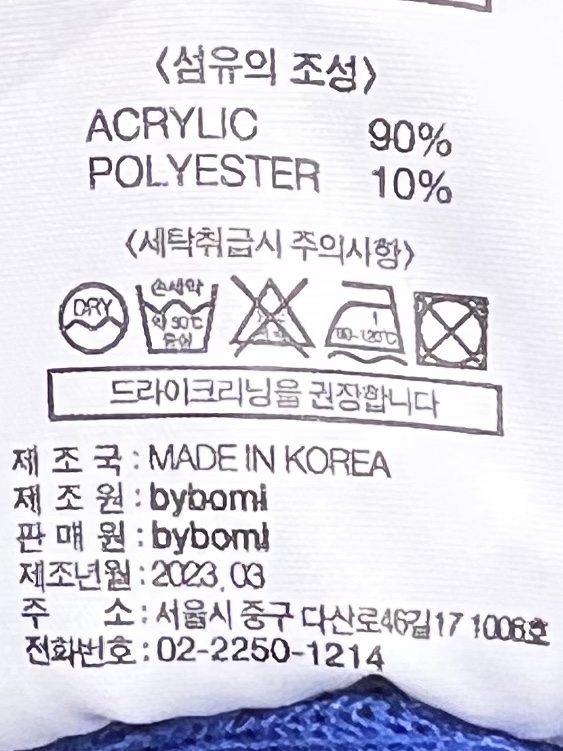 <섬유의 조성>
ACRYLIC 90%
POLYESTER 10%
<세탁취급시 주의사항>
DRY
손세탁
약 30℃
중성
드라이크리닝을 권장합니다
제 조 국 : MADE IN KOREA
제 조 원 : bybomi
판 매 원 : bybomi
제조년월 : 2023. 03
주 소 : 서울시 중구 다산로46길17 1006호
전화번호 : 02-2250-1214